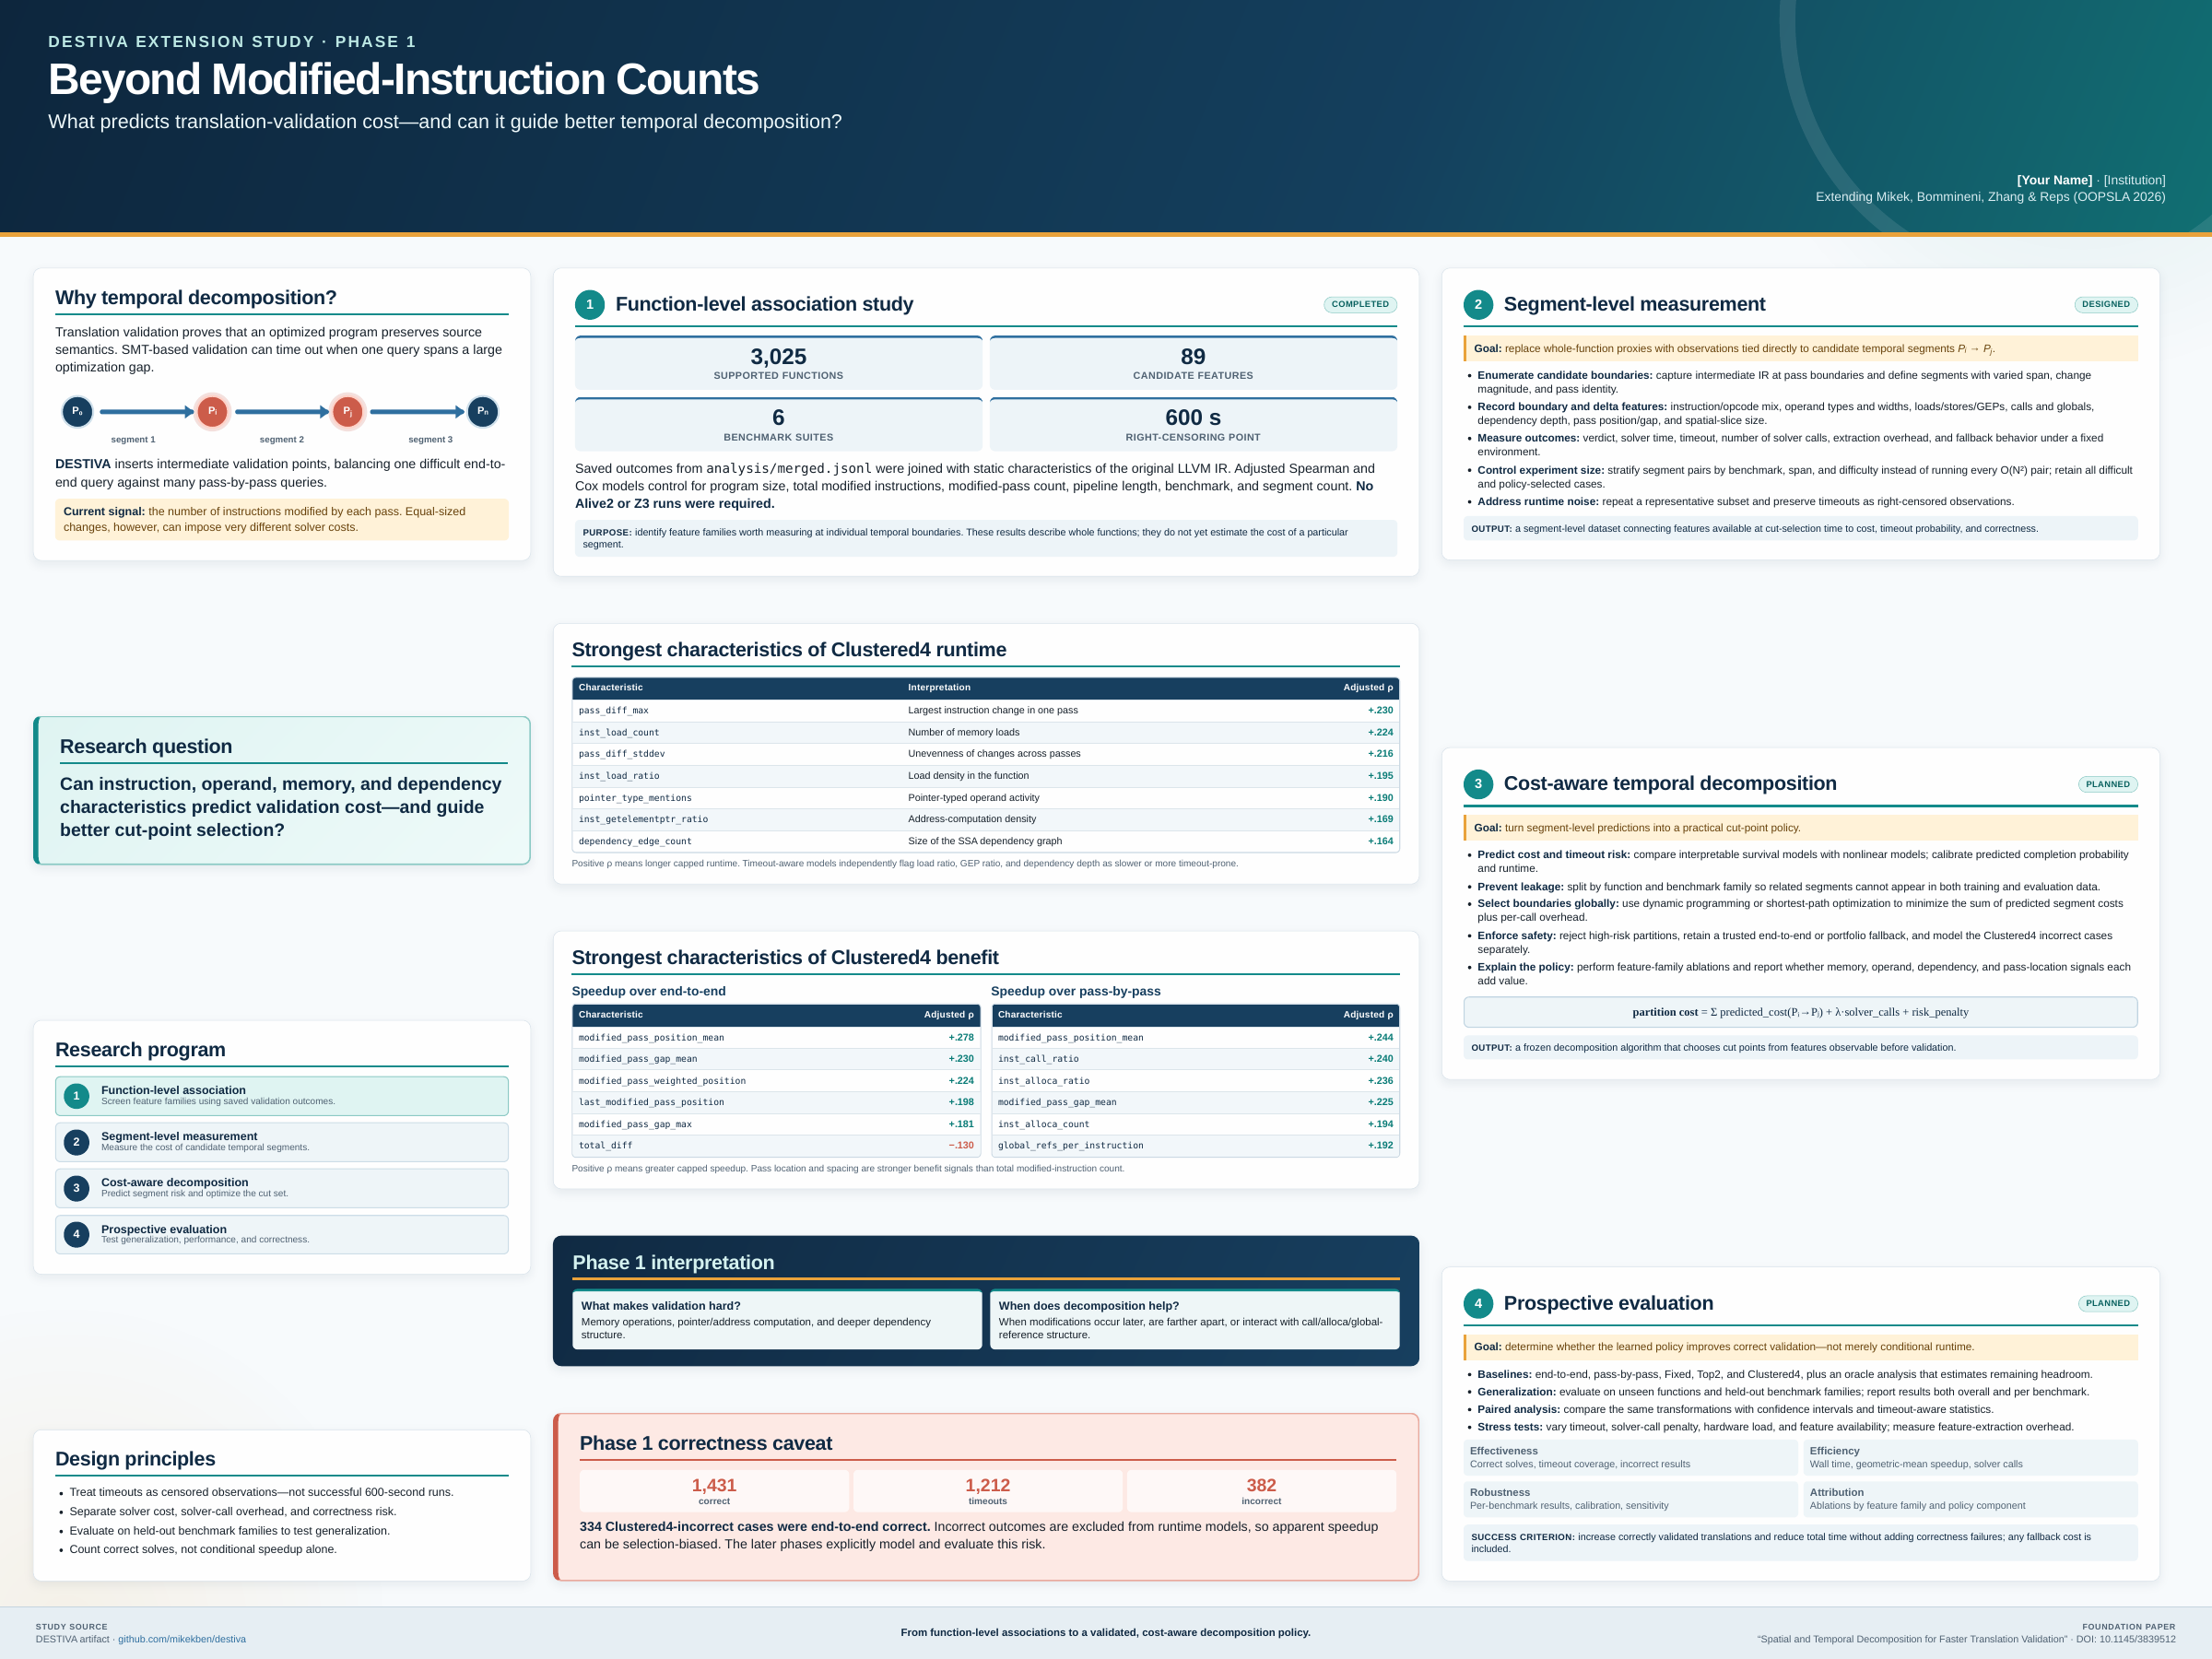 DESTIVA EXTENSION STUDY · PHASE 1
Beyond Modified-Instruction Counts
What predicts translation-validation cost—and can it guide better temporal decomposition?
[Your Name] · [Institution]
Extending Mikek, Bommineni, Zhang & Reps (OOPSLA 2026)
Why temporal decomposition?
Translation validation proves that an optimized program preserves source
semantics. SMT-based validation can time out when one query spans a large
optimization gap.
P₀ Pᵢ Pⱼ Pₙ
segment 1 segment 2 segment 3
DESTIVA inserts intermediate validation points, balancing one difficult end-to-
end query against many pass-by-pass queries.
Current signal: the number of instructions modified by each pass. Equal-sized
changes, however, can impose very different solver costs.
Research question
Can instruction, operand, memory, and dependency
characteristics predict validation cost—and guide
better cut-point selection?
Research program
1 Function-level association
Screen feature families using saved validation outcomes.
2 Segment-level measurement
Measure the cost of candidate temporal segments.
3 Cost-aware decomposition
Predict segment risk and optimize the cut set.
4 Prospective evaluation
Test generalization, performance, and correctness.
Design principles
• Treat timeouts as censored observations—not successful 600-second runs.
• Separate solver cost, solver-call overhead, and correctness risk.
• Evaluate on held-out benchmark families to test generalization.
• Count correct solves, not conditional speedup alone.
1 Function-level association study COMPLETED
3,025
SUPPORTED FUNCTIONS
89
CANDIDATE FEATURES
6
BENCHMARK SUITES
600 s
RIGHT-CENSORING POINT
Saved outcomes from analysis/merged.jsonl were joined with static characteristics of the original LLVM IR. Adjusted Spearman and
Cox models control for program size, total modified instructions, modified-pass count, pipeline length, benchmark, and segment count. No
Alive2 or Z3 runs were required.
PURPOSE: identify feature families worth measuring at individual temporal boundaries. These results describe whole functions; they do not yet estimate the cost of a particular
segment.
Strongest characteristics of Clustered4 runtime
Characteristic Interpretation Adjusted ρ
pass_diff_max Largest instruction change in one pass +.230
inst_load_count Number of memory loads +.224
pass_diff_stddev Unevenness of changes across passes +.216
inst_load_ratio Load density in the function +.195
pointer_type_mentions Pointer-typed operand activity +.190
inst_getelementptr_ratio Address-computation density +.169
dependency_edge_count Size of the SSA dependency graph +.164
Positive ρ means longer capped runtime. Timeout-aware models independently flag load ratio, GEP ratio, and dependency depth as slower or more timeout-prone.
Strongest characteristics of Clustered4 benefit
Speedup over end-to-end
Characteristic Adjusted ρ
modified_pass_position_mean +.278
modified_pass_gap_mean +.230
modified_pass_weighted_position +.224
last_modified_pass_position +.198
modified_pass_gap_max +.181
total_diff −.130
Speedup over pass-by-pass
Characteristic Adjusted ρ
modified_pass_position_mean +.244
inst_call_ratio +.240
inst_alloca_ratio +.236
modified_pass_gap_mean +.225
inst_alloca_count +.194
global_refs_per_instruction +.192
Positive ρ means greater capped speedup. Pass location and spacing are stronger benefit signals than total modified-instruction count.
Phase 1 interpretation
What makes validation hard?
Memory operations, pointer/address computation, and deeper dependency
structure.
When does decomposition help?
When modifications occur later, are farther apart, or interact with call/alloca/global-
reference structure.
Phase 1 correctness caveat
1,431
correct
1,212
timeouts
382
incorrect
334 Clustered4-incorrect cases were end-to-end correct. Incorrect outcomes are excluded from runtime models, so apparent speedup
can be selection-biased. The later phases explicitly model and evaluate this risk.
2 Segment-level measurement DESIGNED
Goal: replace whole-function proxies with observations tied directly to candidate temporal segments Pᵢ → Pⱼ.
• Enumerate candidate boundaries: capture intermediate IR at pass boundaries and define segments with varied span, change
magnitude, and pass identity.
• Record boundary and delta features: instruction/opcode mix, operand types and widths, loads/stores/GEPs, calls and globals,
dependency depth, pass position/gap, and spatial-slice size.
• Measure outcomes: verdict, solver time, timeout, number of solver calls, extraction overhead, and fallback behavior under a fixed
environment.
• Control experiment size: stratify segment pairs by benchmark, span, and difficulty instead of running every O(N²) pair; retain all difficult
and policy-selected cases.
• Address runtime noise: repeat a representative subset and preserve timeouts as right-censored observations.
OUTPUT: a segment-level dataset connecting features available at cut-selection time to cost, timeout probability, and correctness.
3 Cost-aware temporal decomposition PLANNED
Goal: turn segment-level predictions into a practical cut-point policy.
• Predict cost and timeout risk: compare interpretable survival models with nonlinear models; calibrate predicted completion probability
and runtime.
• Prevent leakage: split by function and benchmark family so related segments cannot appear in both training and evaluation data.
• Select boundaries globally: use dynamic programming or shortest-path optimization to minimize the sum of predicted segment costs
plus per-call overhead.
• Enforce safety: reject high-risk partitions, retain a trusted end-to-end or portfolio fallback, and model the Clustered4 incorrect cases
separately.
• Explain the policy: perform feature-family ablations and report whether memory, operand, dependency, and pass-location signals each
add value.
partition cost = Σ predicted_cost(Pᵢ→Pⱼ) + λ·solver_calls + risk_penalty
OUTPUT: a frozen decomposition algorithm that chooses cut points from features observable before validation.
4 Prospective evaluation PLANNED
Goal: determine whether the learned policy improves correct validation—not merely conditional runtime.
• Baselines: end-to-end, pass-by-pass, Fixed, Top2, and Clustered4, plus an oracle analysis that estimates remaining headroom.
• Generalization: evaluate on unseen functions and held-out benchmark families; report results both overall and per benchmark.
• Paired analysis: compare the same transformations with confidence intervals and timeout-aware statistics.
• Stress tests: vary timeout, solver-call penalty, hardware load, and feature availability; measure feature-extraction overhead.
Effectiveness
Correct solves, timeout coverage, incorrect results
Efficiency
Wall time, geometric-mean speedup, solver calls
Robustness
Per-benchmark results, calibration, sensitivity
Attribution
Ablations by feature family and policy component
SUCCESS CRITERION: increase correctly validated translations and reduce total time without adding correctness failures; any fallback cost is
included.
STUDY SOURCE
DESTIVA artifact · github.com/mikekben/destiva
From function-level associations to a validated, cost-aware decomposition policy.
FOUNDATION PAPER
“Spatial and Temporal Decomposition for Faster Translation Validation” · DOI: 10.1145/3839512